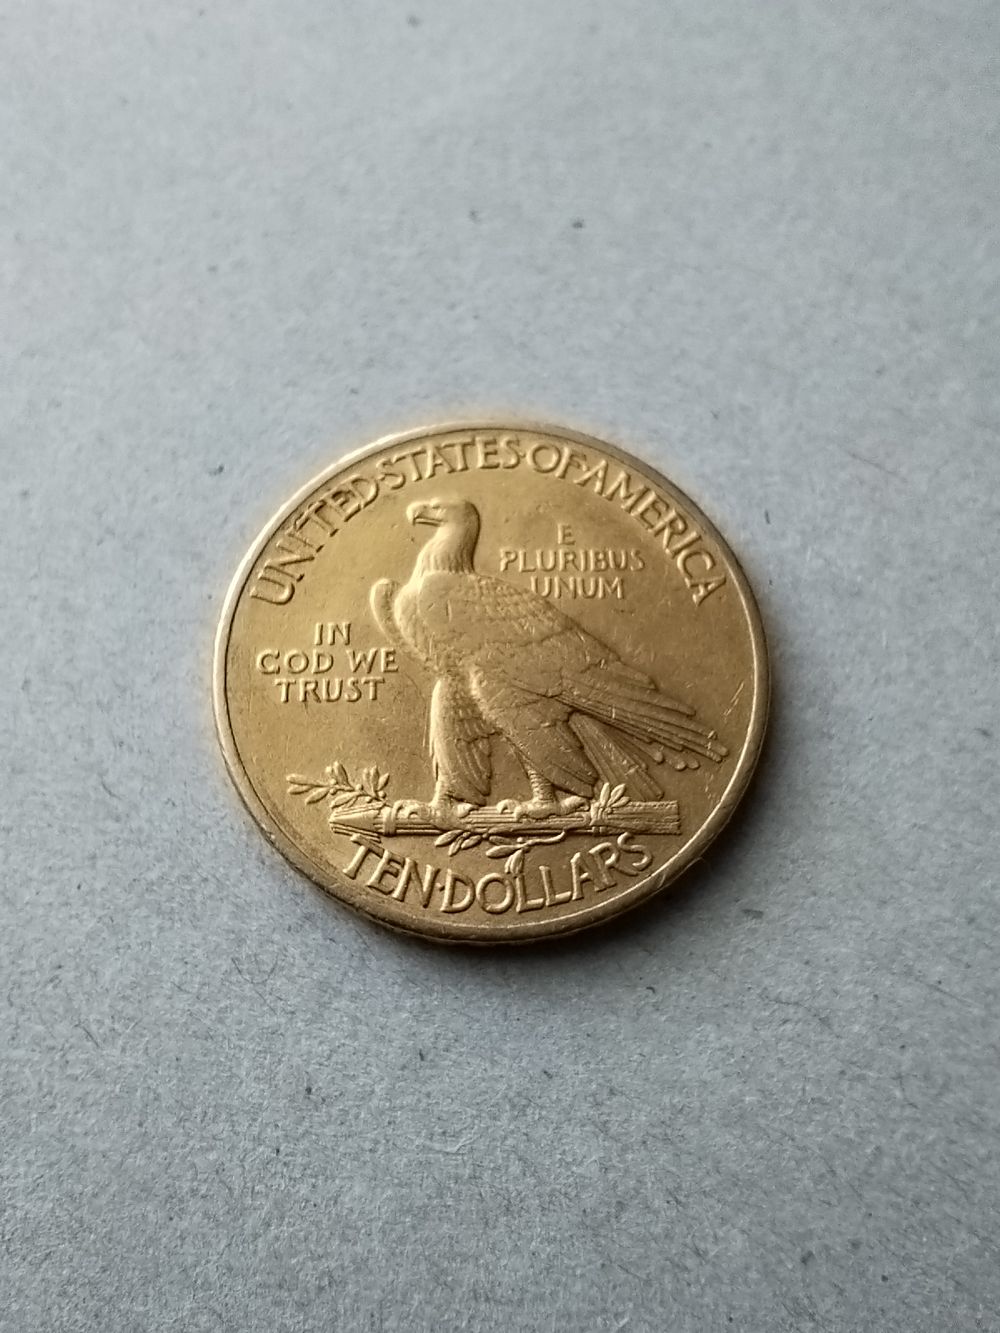 UNITED·STATES·OF·AMERICA
E
PLURIBUS
UNUM
IN
GOD WE
TRUST
TEN·DOLLARS